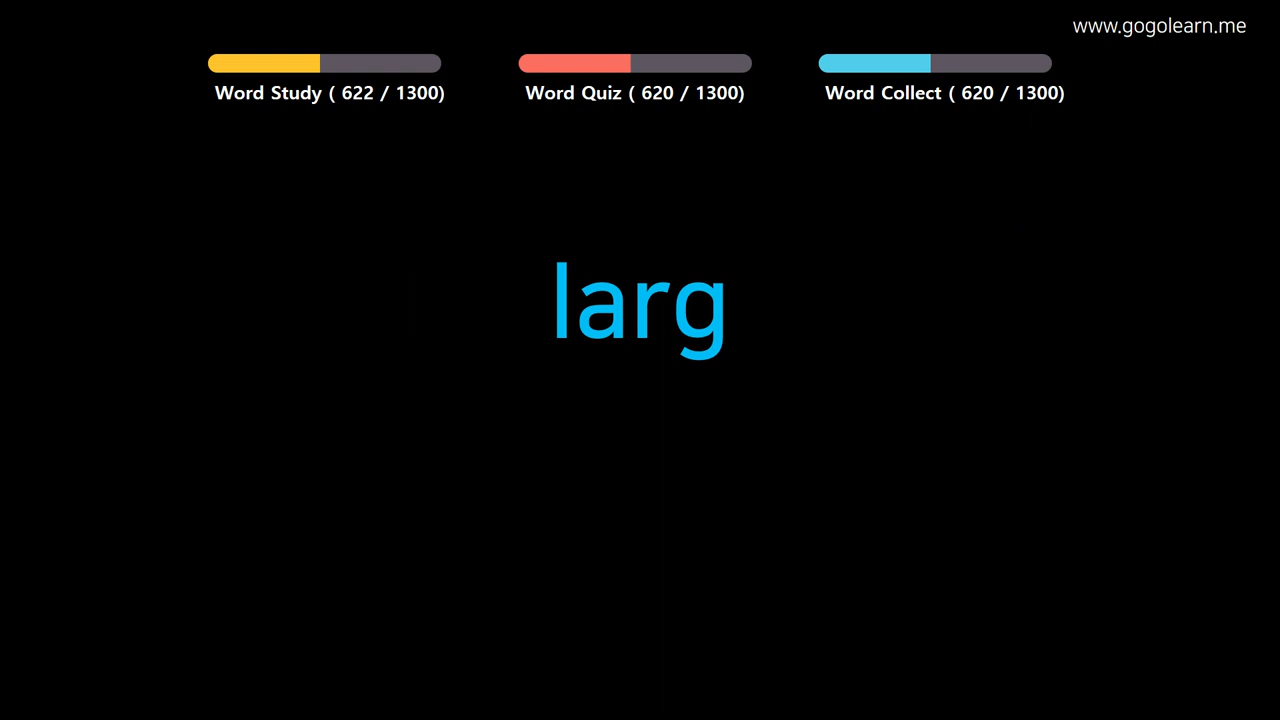 www.gogolearn.me
Word Study ( 622 / 1300)
Word Quiz ( 620 / 1300)
Word Collect ( 620 / 1300)
larg